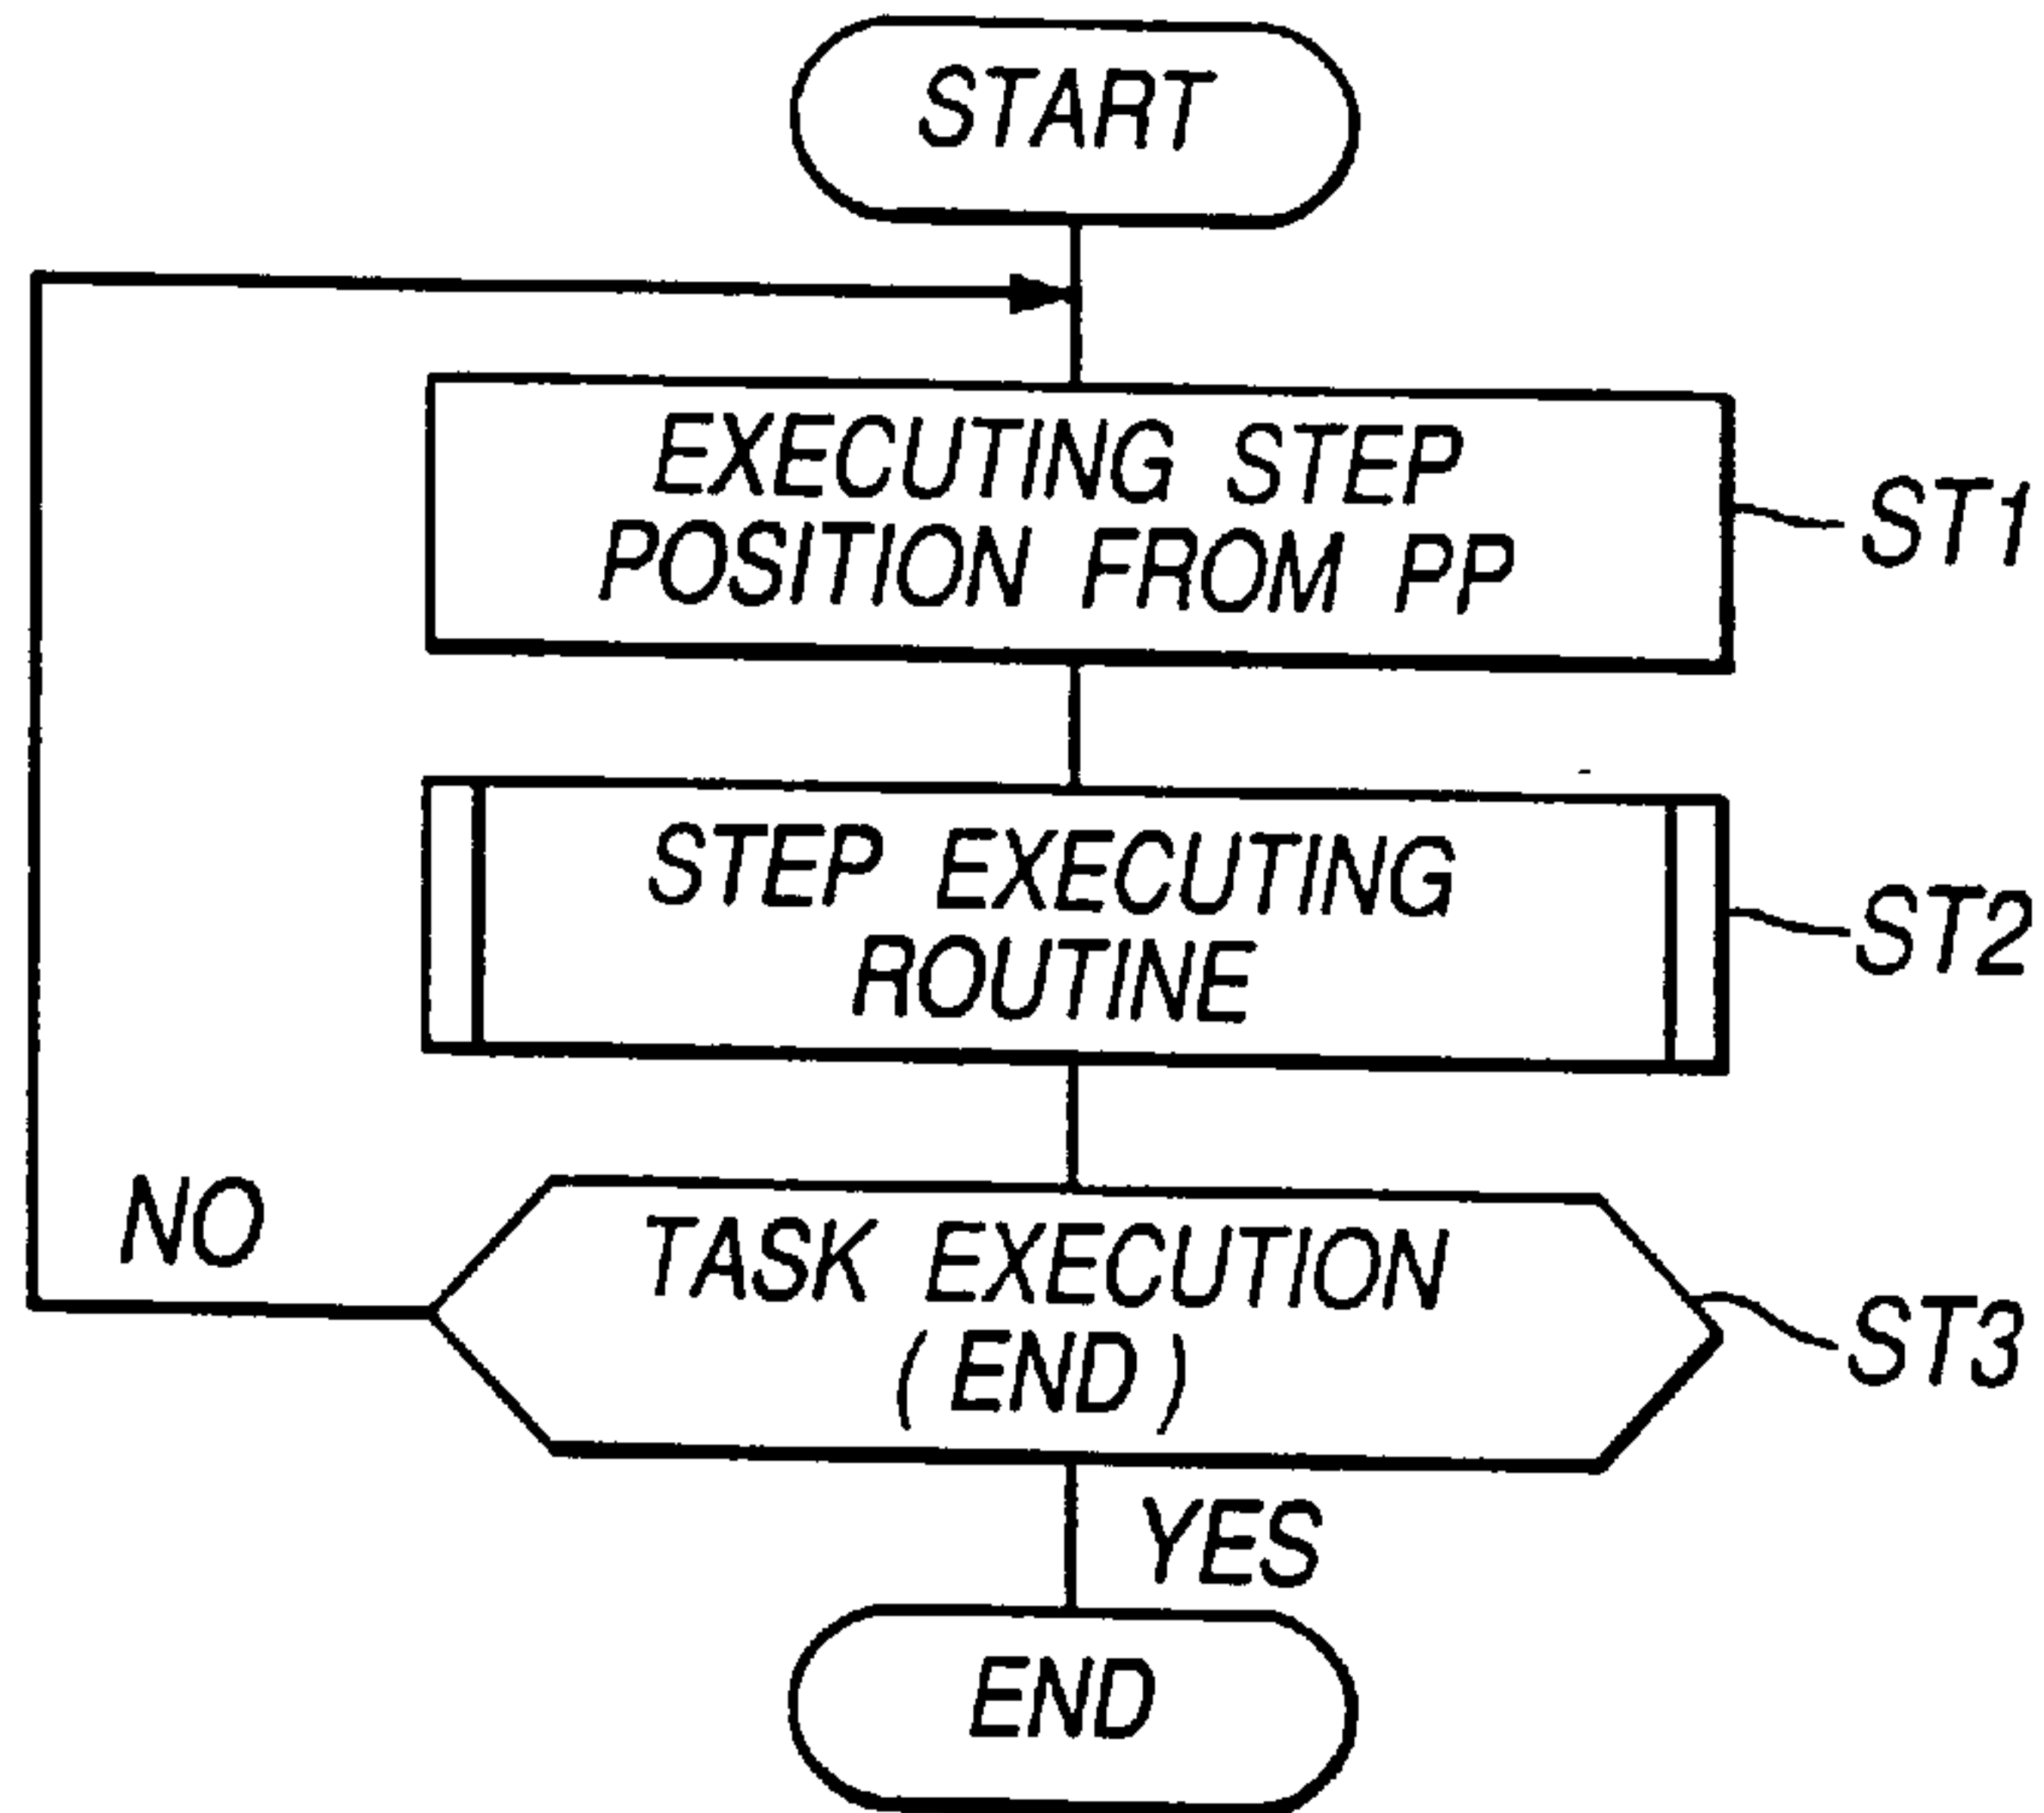 START
EXECUTING STEP
POSITION FROM PP
ST1
STEP EXECUTING
ROUTINE
ST2
NO
TASK EXECUTION
(END)
ST3
YES
END